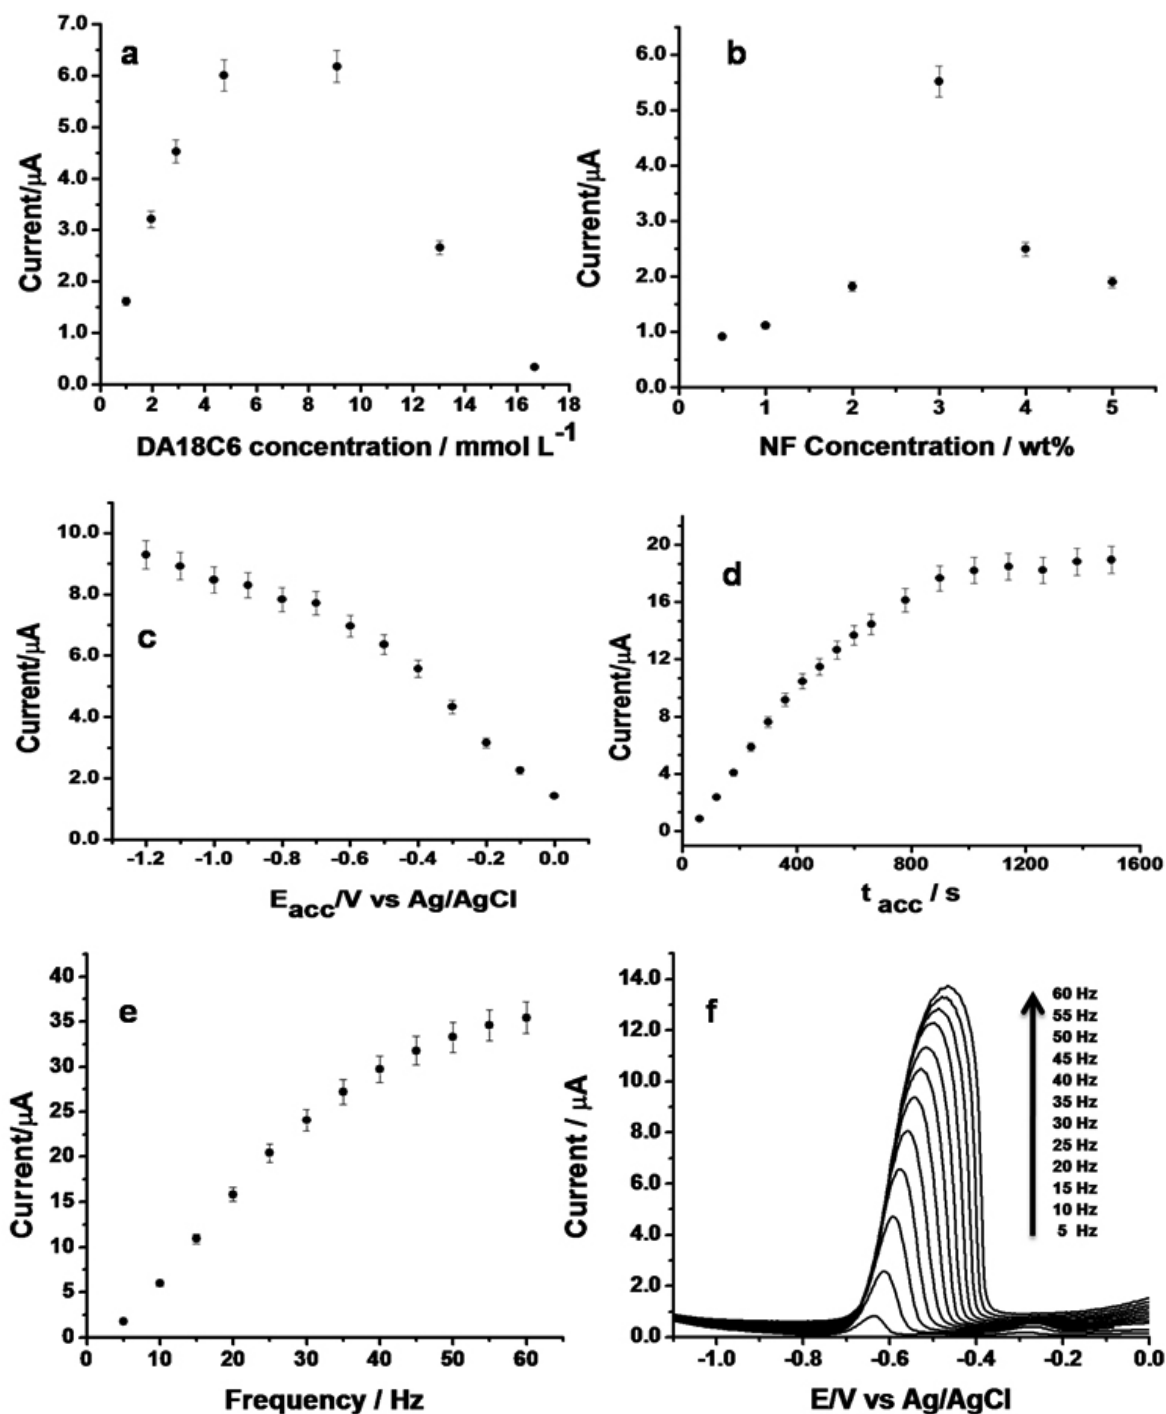 a
7.0
6.0
5.0
4.0
3.0
2.0
1.0
0.0
Current/μA
0 2 4 6 8 10 12 14 16 18
DA18C6 concentration / mmol L-1
b
6.0
5.0
4.0
3.0
2.0
1.0
0.0
Current/μA
0 1 2 3 4 5
NF Concentration / wt%
c
10.0
8.0
6.0
4.0
2.0
0.0
Current/μA
-1.2 -1.0 -0.8 -0.6 -0.4 -0.2 0.0
Eacc/V vs Ag/AgCl
d
20
16
12
8
4
0
Current/μA
0 400 800 1200 1600
t acc / s
e
40
35
30
25
20
15
10
5
0
Current/μA
0 10 20 30 40 50 60
Frequency / Hz
f
14.0
12.0
10.0
8.0
6.0
4.0
2.0
0.0
Current / μA
60 Hz
55 Hz
50 Hz
45 Hz
40 Hz
35 Hz
30 Hz
25 Hz
20 Hz
15 Hz
10 Hz
5 Hz
-1.0 -0.8 -0.6 -0.4 -0.2 0.0
E/V vs Ag/AgCl